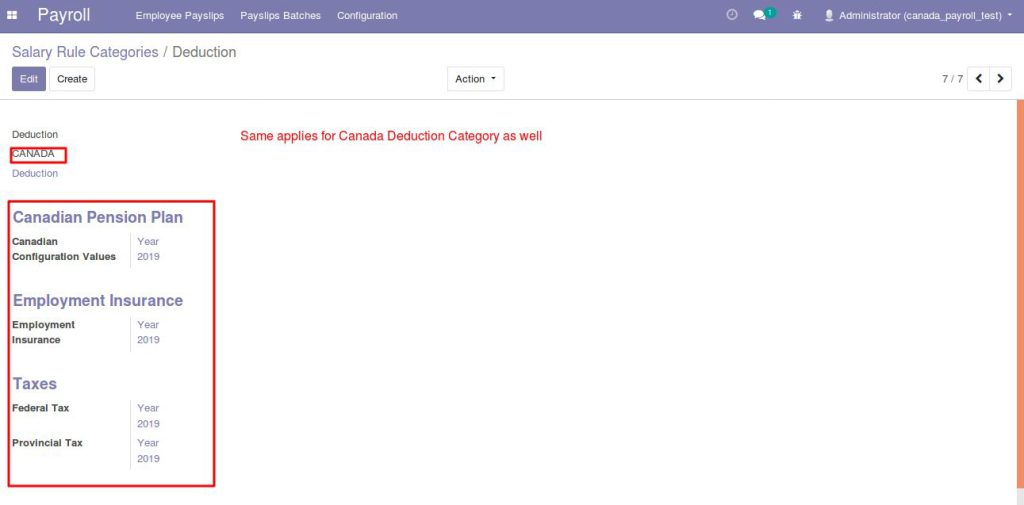 Payroll Employee Payslips Payslips Batches Configuration 1 Administrator (canada_payroll_test)
Salary Rule Categories / Deduction
Edit Create Action 7 / 7
Deduction Same applies for Canada Deduction Category as well
CANADA
Deduction
Canadian Pension Plan
Canadian Year
Configuration Values 2019
Employment Insurance
Employment Year
Insurance 2019
Taxes
Federal Tax Year
2019
Provincial Tax Year
2019